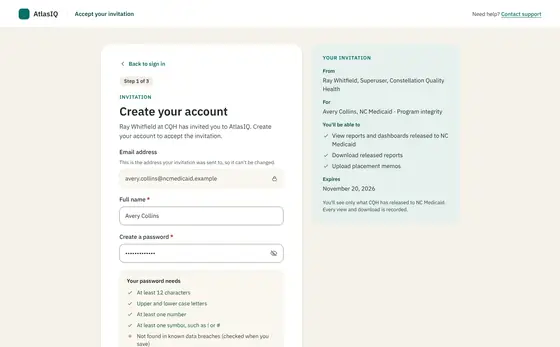 AtlasIQ
Accept your invitation
Need help? Contact support
Back to sign in
Step 1 of 3
INVITATION
Create your account
Ray Whitfield at CQH has invited you to AtlasIQ. Create
your account to accept the invitation.
Email address
This is the address your invitation was sent to, so it can't be changed.
avery.collins@ncmedicaid.example
Full name *
Avery Collins
Create a password *
•••••••••••••
Your password needs
At least 12 characters
Upper and lower case letters
At least one number
At least one symbol, such as ! or #
Not found in known data breaches (checked when you
save)
YOUR INVITATION
From
Ray Whitfield, Superuser, Constellation Quality
Health
For
Avery Collins, NC Medicaid · Program integrity
You'll be able to
View reports and dashboards released to NC
Medicaid
Download released reports
Upload placement memos
Expires
November 20, 2026
You'll see only what CQH has released to NC Medicaid.
Every view and download is recorded.